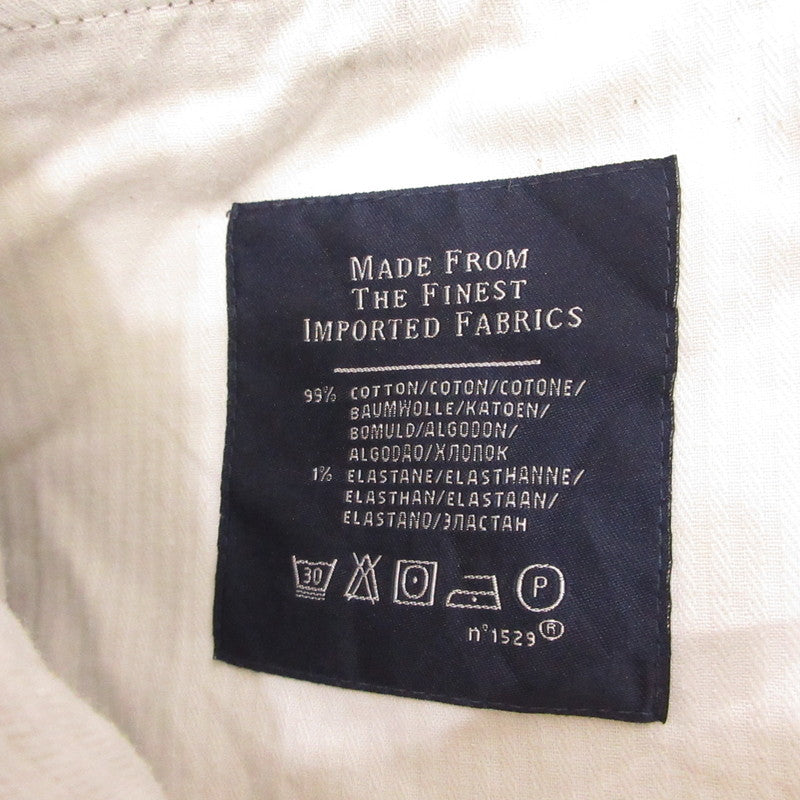 MADE FROM
THE FINEST
IMPORTED FABRICS
99% COTTON/COTON/COTONE/
BAUMWOLLE/KATOEN/
BOMULD/ALGODON/
ALGODAO/ХЛОПОК
1% ELASTANE/ELASTHANNE/
ELASTHAN/ELASTAAN/
ELASTANO/ЭЛАСТАН
30 P
n°1529 ®